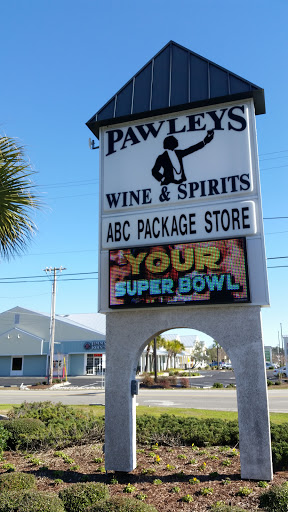 PAWLEYS
WINE & SPIRITS
ABC PACKAGE STORE
YOUR
SUPER BOWL